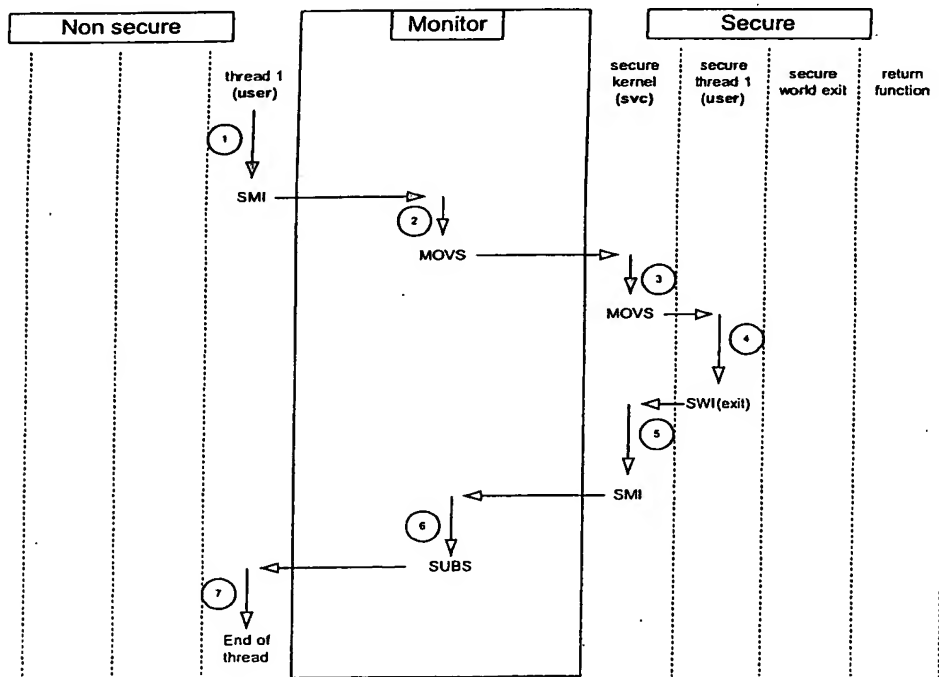 Non secure
Monitor
Secure
thread 1
(user)
secure
kernel
(svc)
secure
thread 1
(user)
secure
world exit
return
function
1
SMI
2
MOVS
3
MOVS
4
SWI(exit)
5
SMI
6
SUBS
7
End of
thread